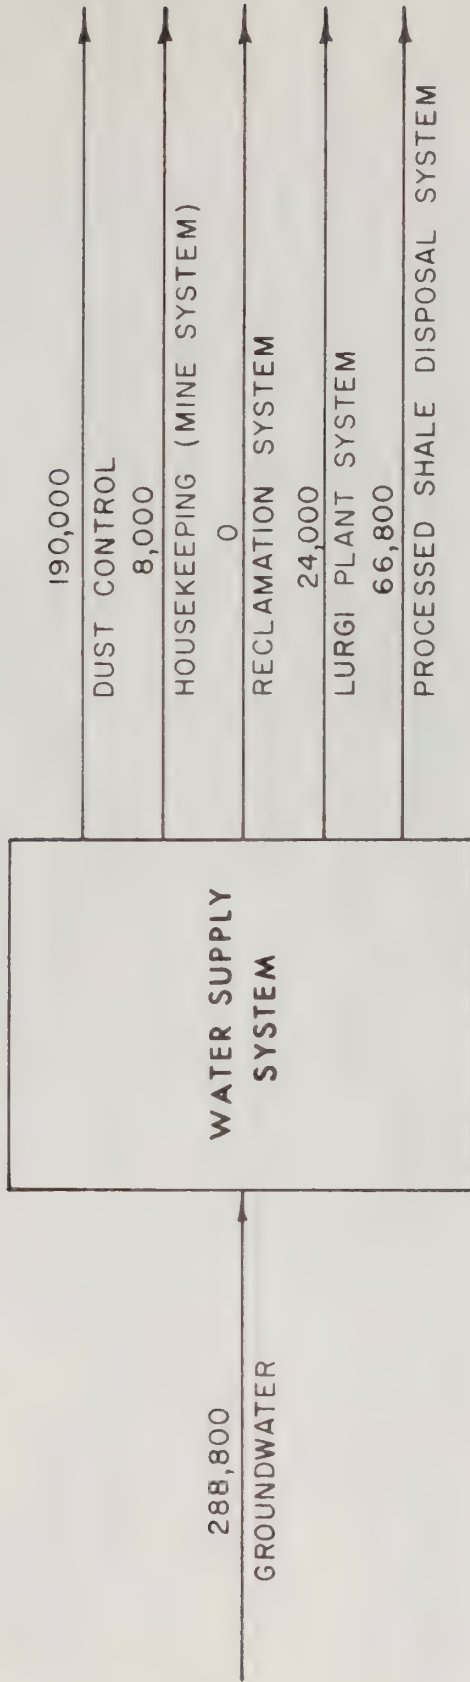 190,000
DUST CONTROL
8,000
HOUSEKEEPING (MINE SYSTEM)
0
RECLAMATION SYSTEM
24,000
LURGI PLANT SYSTEM
66,800
PROCESSED SHALE DISPOSAL SYSTEM
WATER SUPPLY
SYSTEM
288,800
GROUNDWATER